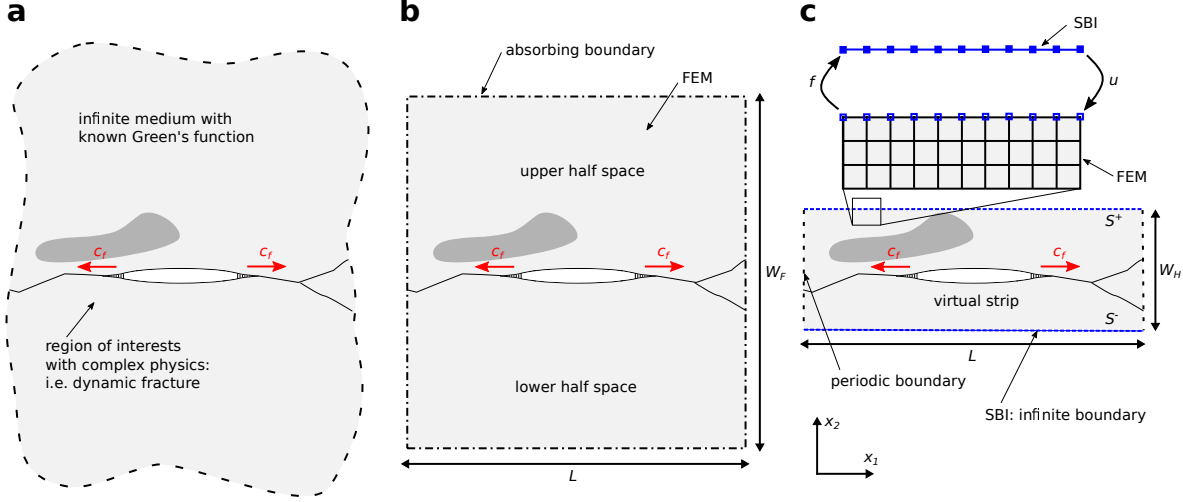 a
infinite medium with
known Green's function
c_f
region of interests
with complex physics:
i.e. dynamic fracture
b
absorbing boundary
FEM
upper half space
c_f
c_f
W_F
lower half space
L
c
SBI
f
u
FEM
S^+
c_f
c_f
W_H
virtual strip
S^-
L
periodic boundary
SBI: infinite boundary
x_2
x_1